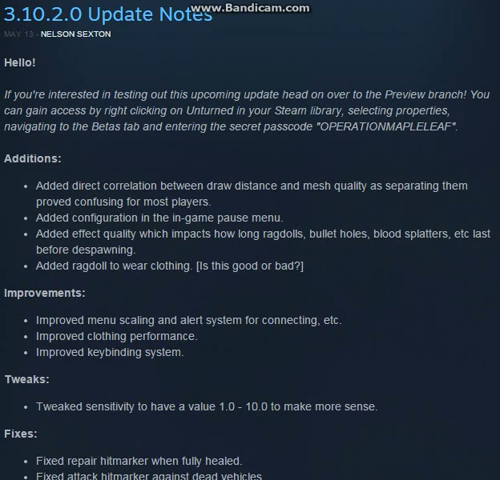 www.Bandicam.com
3.10.2.0 Update Notes
MAY 13 - NELSON SEXTON
Hello!
If you're interested in testing out this upcoming update head on over to the Preview branch! You
can gain access by right clicking on Unturned in your Steam library, selecting properties,
navigating to the Betas tab and entering the secret passcode "OPERATIONMAPLELEAF".
Additions:
• Added direct correlation between draw distance and mesh quality as separating them
proved confusing for most players.
• Added configuration in the in-game pause menu.
• Added effect quality which impacts how long ragdolls, bullet holes, blood splatters, etc last
before despawning.
• Added ragdoll to wear clothing. [Is this good or bad?]
Improvements:
• Improved menu scaling and alert system for connecting, etc.
• Improved clothing performance.
• Improved keybinding system.
Tweaks:
• Tweaked sensitivity to have a value 1.0 - 10.0 to make more sense.
Fixes:
• Fixed repair hitmarker when fully healed.
• Fixed attack hitmarker against dead vehicles